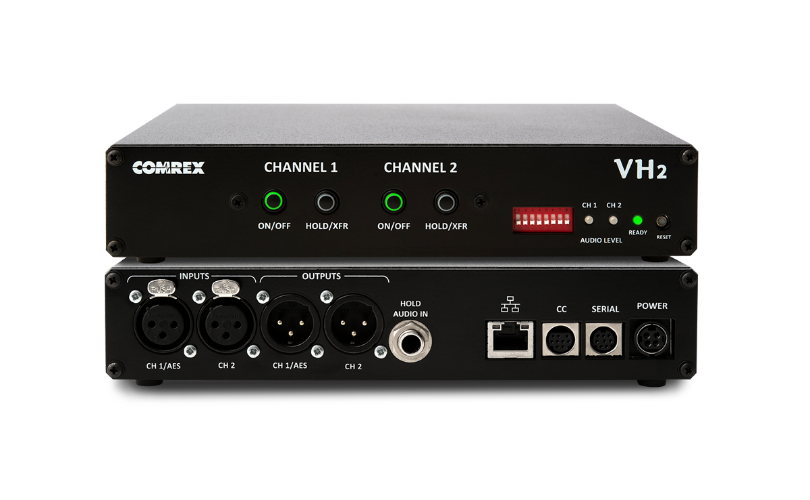 COMREX
CHANNEL 1
CHANNEL 2
VH2
ON/OFF
HOLD/XFR
ON/OFF
HOLD/XFR
CH 1
CH 2
AUDIO LEVEL
READY
RESET
INPUTS
OUTPUTS
HOLD
AUDIO IN
CC
SERIAL
POWER
CH 1/AES
CH 2
CH 1/AES
CH 2